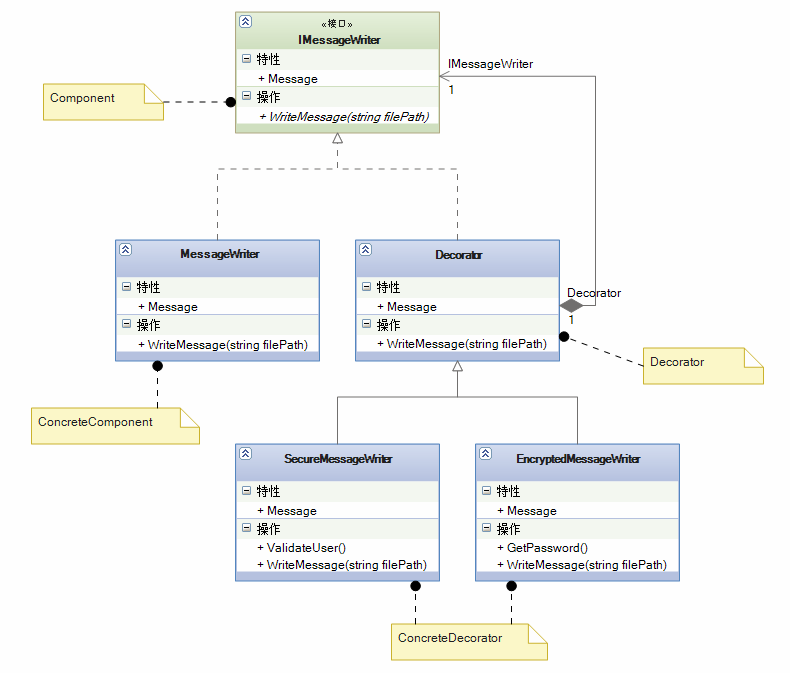 «接口»
IMessageWriter
特性
+ Message
操作
+ WriteMessage(string filePath)
Component
IMessageWriter
1
MessageWriter
特性
+ Message
操作
+ WriteMessage(string filePath)
ConcreteComponent
Decorator
特性
+ Message
操作
+ WriteMessage(string filePath)
Decorator
1
Decorator
SecureMessageWriter
特性
+ Message
操作
+ ValidateUser()
+ WriteMessage(string filePath)
EncryptedMessageWriter
特性
+ Message
操作
+ GetPassword()
+ WriteMessage(string filePath)
ConcreteDecorator